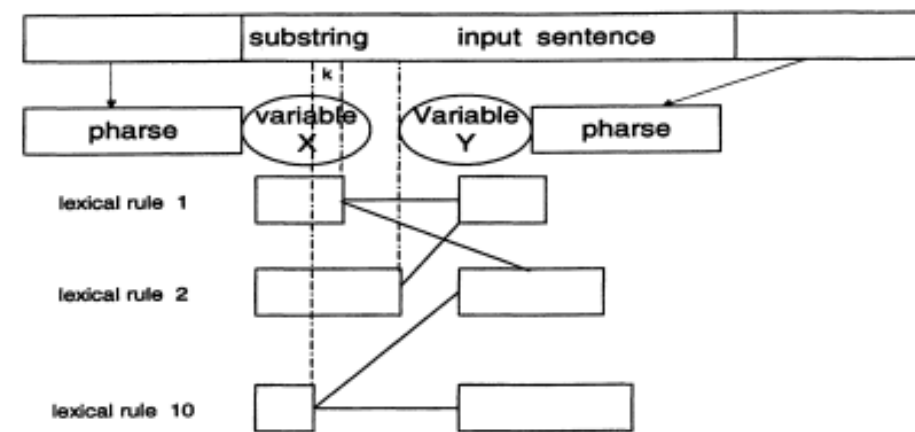 substring input sentence
k
pharse variable X Variable Y pharse
lexical rule 1
lexical rule 2
lexical rule 10